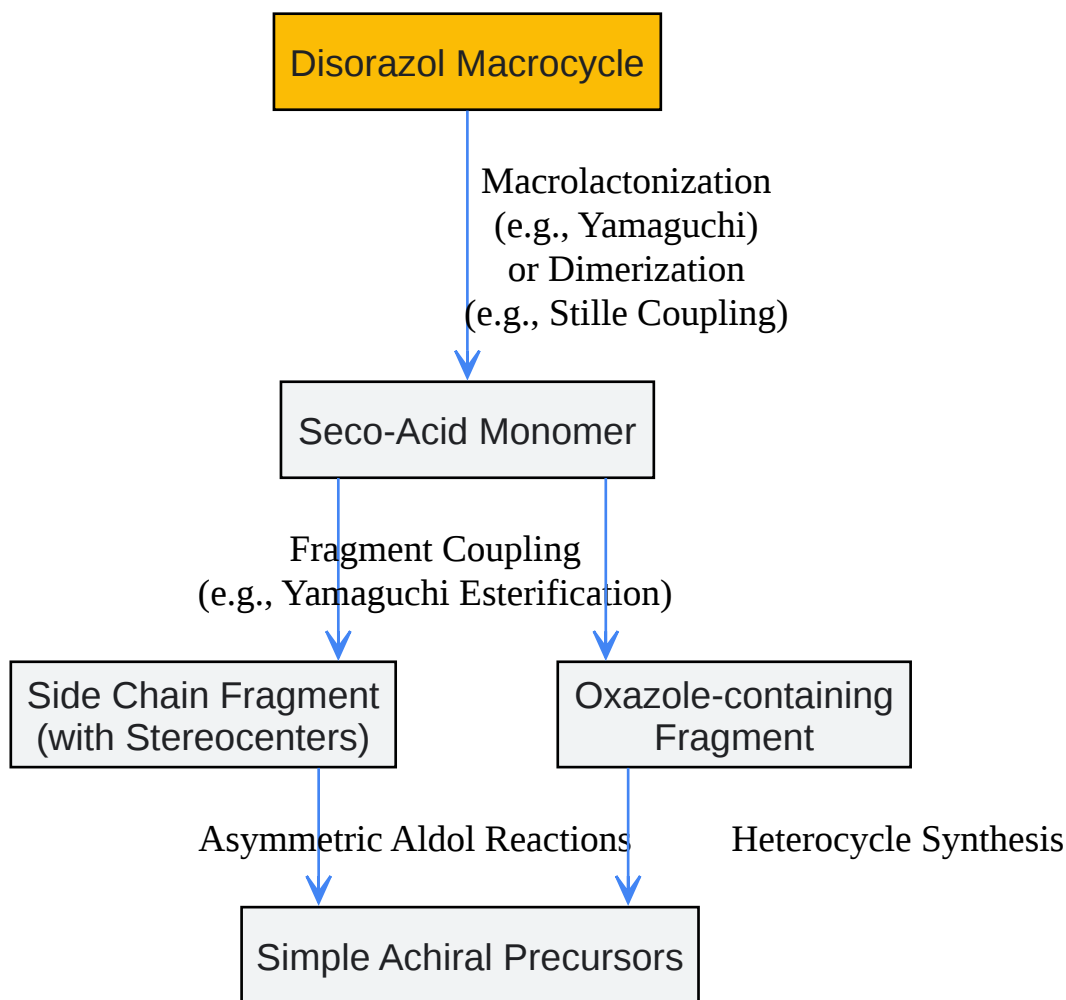 Disorazol Macrocycle
Macrolactonization
(e.g., Yamaguchi)
or Dimerization
(e.g., Stille Coupling)
Seco-Acid Monomer
Fragment Coupling
(e.g., Yamaguchi Esterification)
Side Chain Fragment
(with Stereocenters)
Oxazole-containing
Fragment
Asymmetric Aldol Reactions
Heterocycle Synthesis
Simple Achiral Precursors